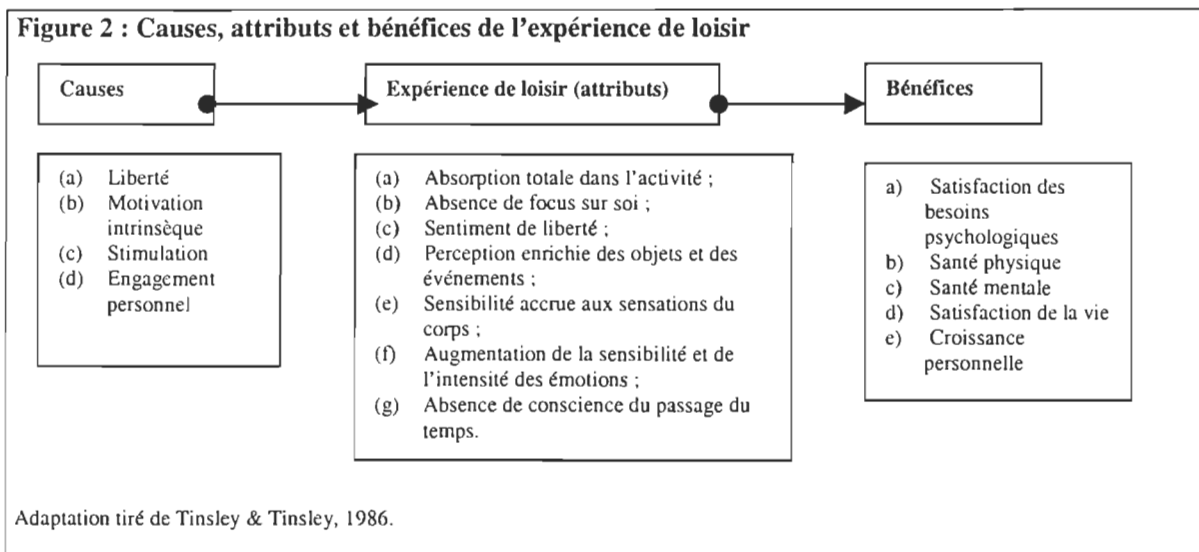 Figure 2 : Causes, attributs et bénéfices de l'expérience de loisir
Causes
Expérience de loisir (attributs)
Bénéfices
(a) Liberté
(b) Motivation
intrinsèque
(c) Stimulation
(d) Engagement
personnel
(a) Absorption totale dans l'activité ;
(b) Absence de focus sur soi ;
(c) Sentiment de liberté ;
(d) Perception enrichie des objets et des
événements ;
(e) Sensibilité accrue aux sensations du
corps ;
(f) Augmentation de la sensibilité et de
l'intensité des émotions ;
(g) Absence de conscience du passage du
temps.
a) Satisfaction des
besoins
psychologiques
b) Santé physique
c) Santé mentale
d) Satisfaction de la vie
e) Croissance
personnelle
Adaptation tiré de Tinsley & Tinsley, 1986.